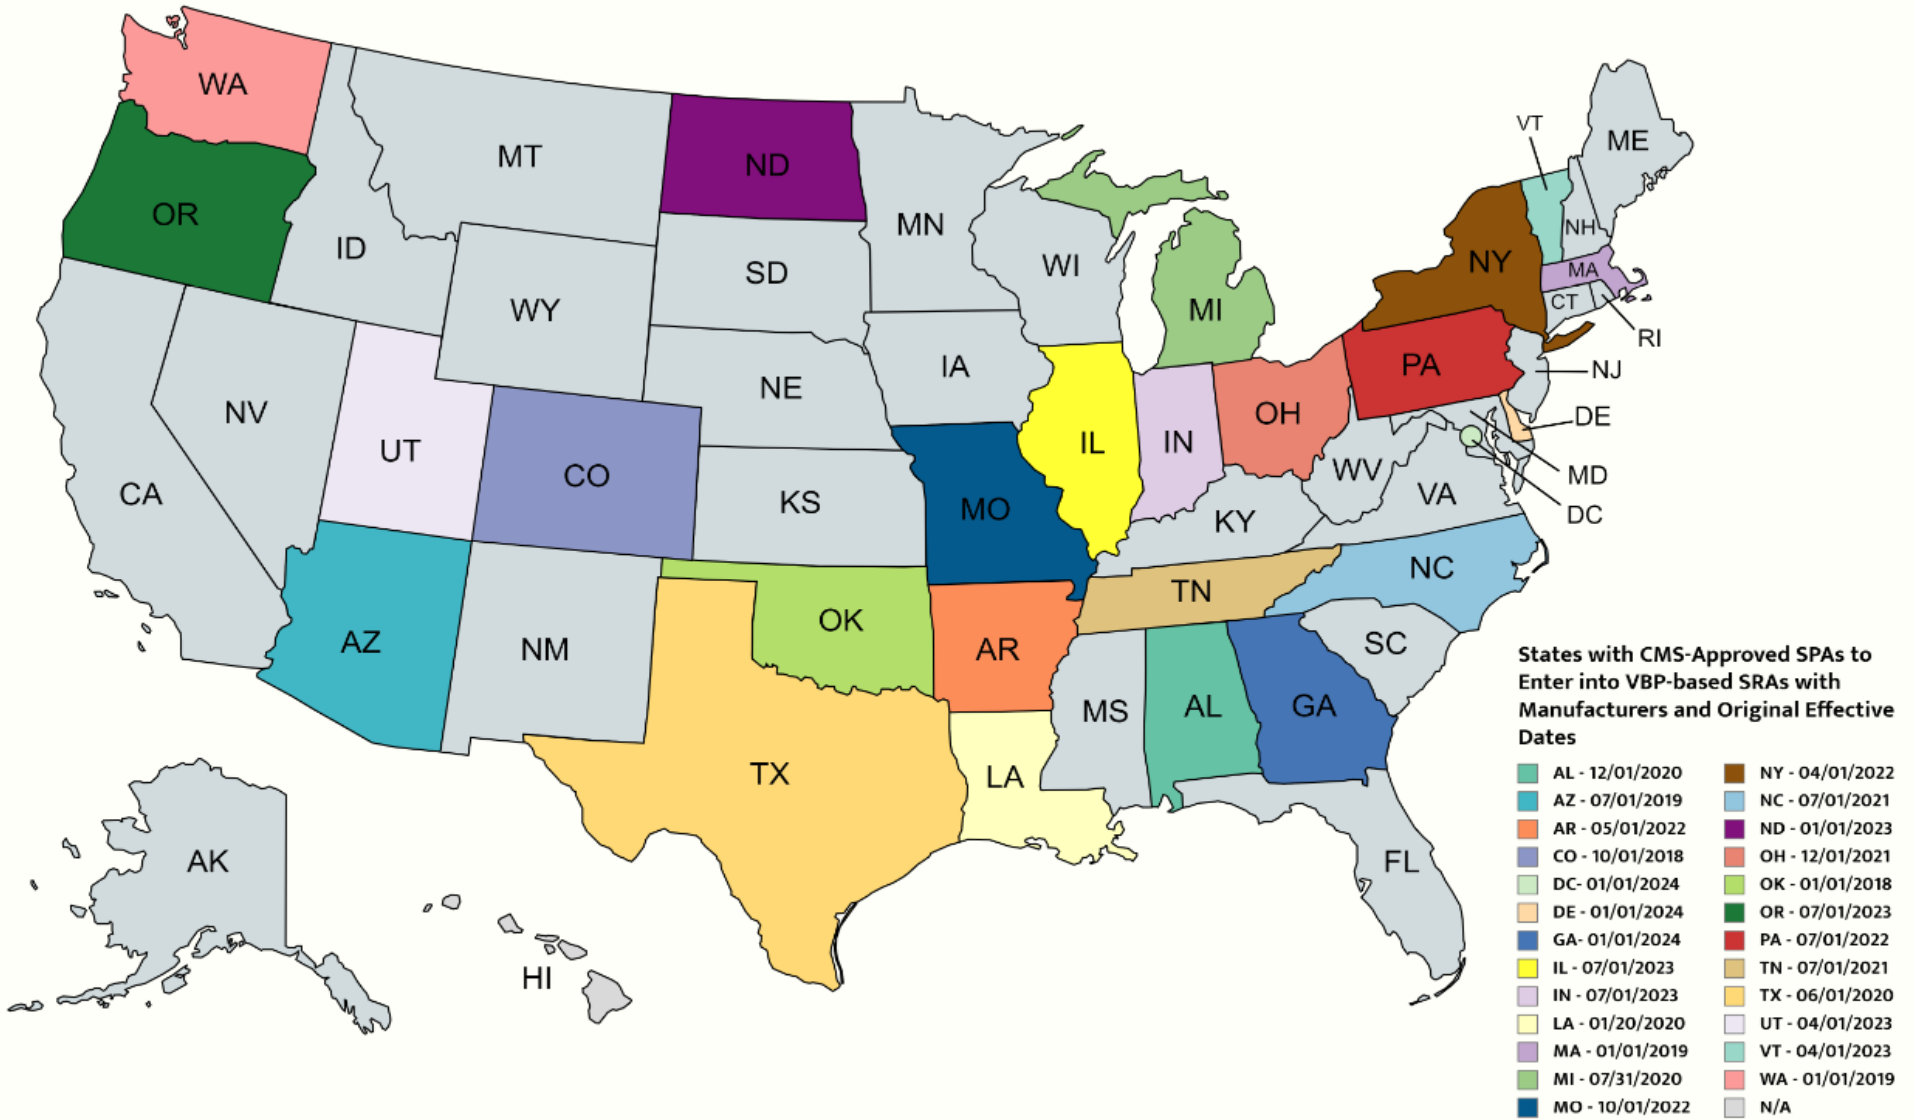 WA
MT
ND
OR
ID
MN
VT
ME
NH
WY
SD
WI
NY
MA
MI
CT
RI
IA
PA
NJ
NE
NV
UT
OH
DE
IL
IN
CO
WV
MD
CA
KS
MO
VA
DC
KY
NC
TN
AZ
NM
OK
AR
SC
MS
AL
GA
TX
LA
AK
FL
HI
States with CMS-Approved SPAs to
Enter into VBP-based SRAs with
Manufacturers and Original Effective
Dates
AL - 12/01/2020
AZ - 07/01/2019
AR - 05/01/2022
CO - 10/01/2018
DC- 01/01/2024
DE - 01/01/2024
GA- 01/01/2024
IL - 07/01/2023
IN - 07/01/2023
LA - 01/20/2020
MA - 01/01/2019
MI - 07/31/2020
MO - 10/01/2022
NY - 04/01/2022
NC - 07/01/2021
ND - 01/01/2023
OH - 12/01/2021
OK - 01/01/2018
OR - 07/01/2023
PA - 07/01/2022
TN - 07/01/2021
TX - 06/01/2020
UT - 04/01/2023
VT - 04/01/2023
WA - 01/01/2019
N/A